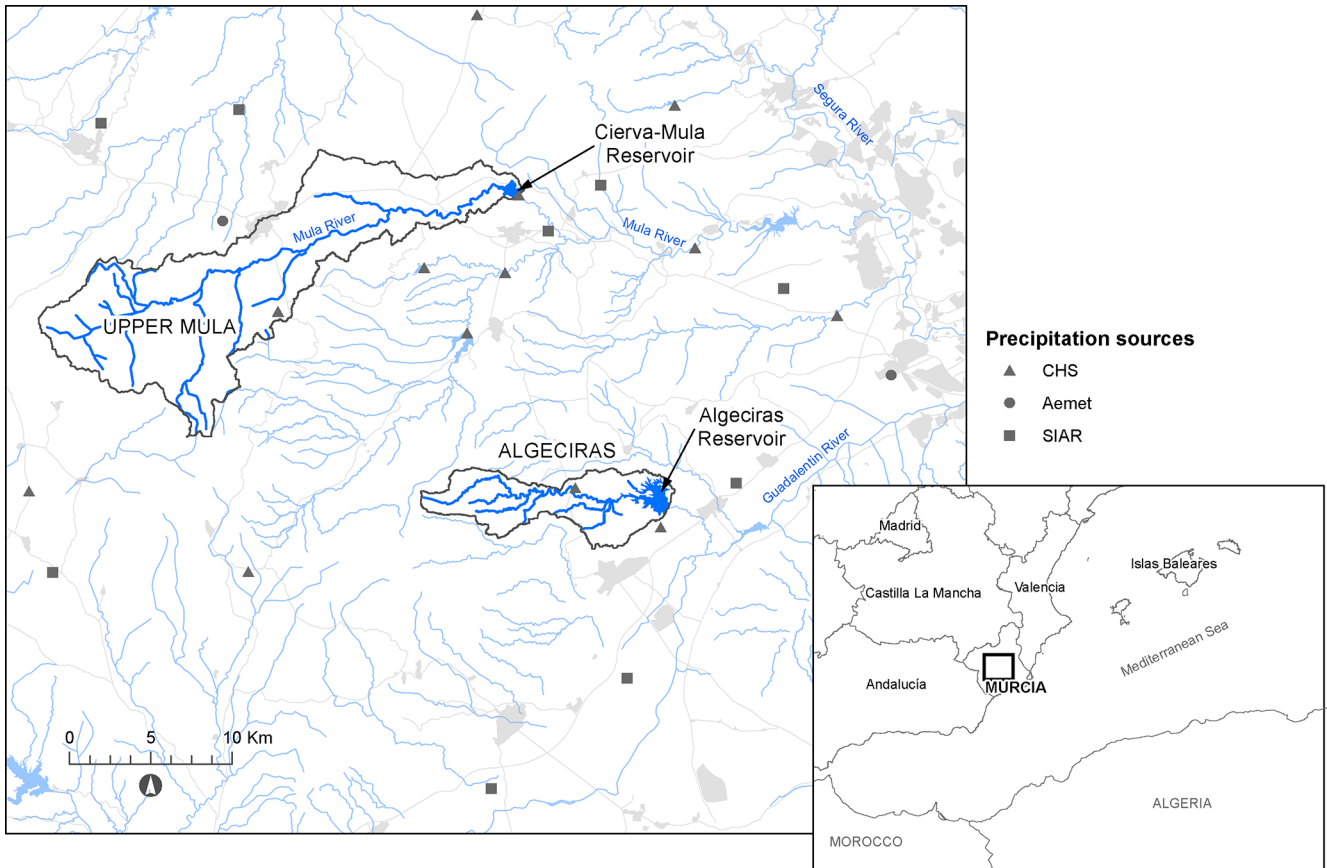 Segura River
Cierva-Mula
Reservoir
Mula River
Mula River
UPPER MULA
Precipitation sources
CHS
Aemet
SIAR
Algeciras
Reservoir
ALGECIRAS
Guadalentin River
0 5 10 Km
Madrid
Islas Baleares
Castilla La Mancha
Valencia
Mediterranean Sea
Andalucía
MURCIA
ALGERIA
MOROCCO